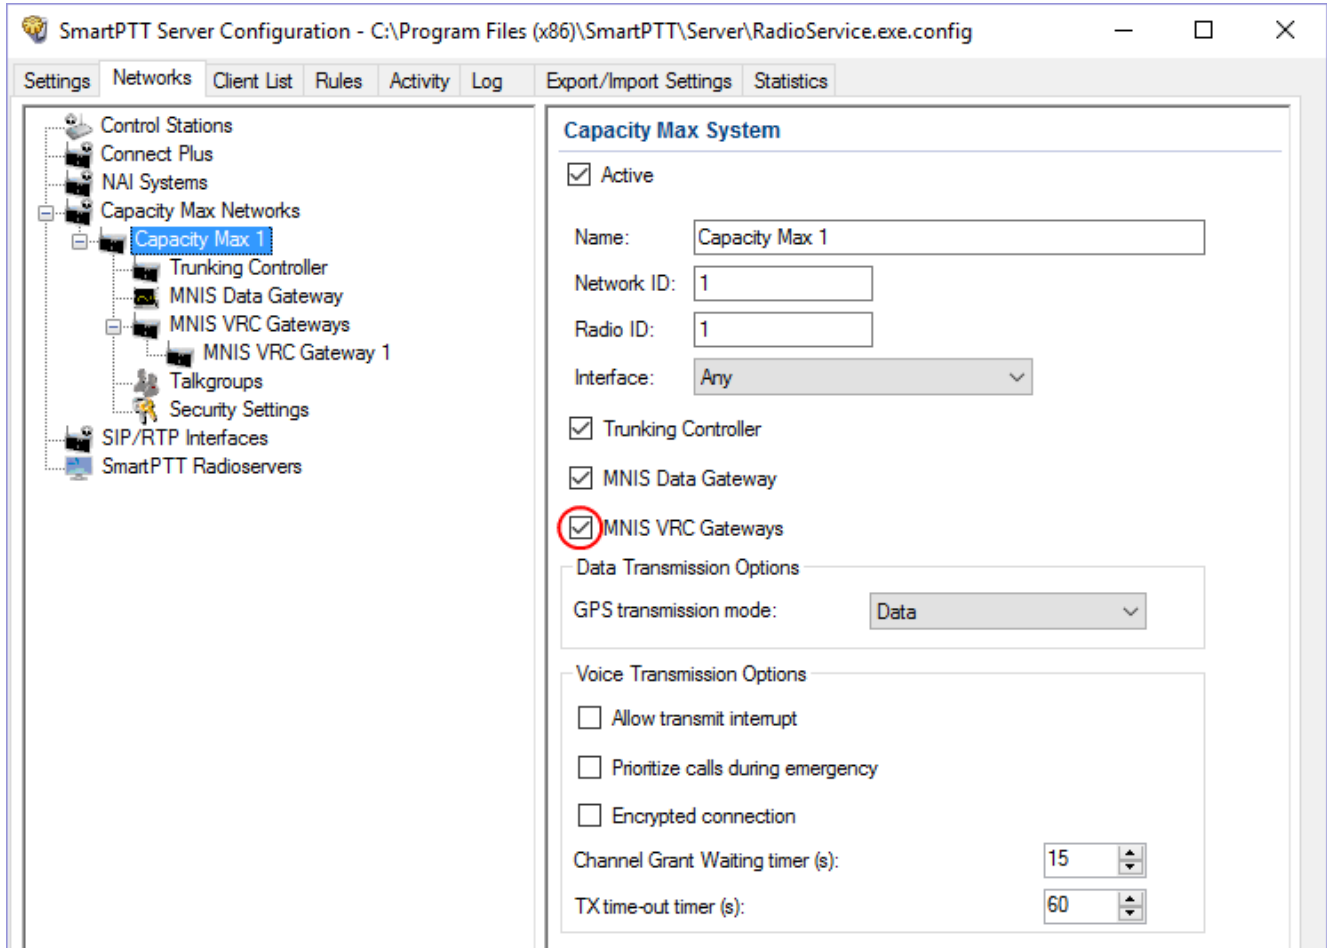 SmartPTT Server Configuration - C:\Program Files (x86)\SmartPTT\Server\RadioService.exe.config
Settings Networks Client List Rules Activity Log Export/Import Settings Statistics
Control Stations
Connect Plus
NAI Systems
Capacity Max Networks
Capacity Max 1
Trunking Controller
MNIS Data Gateway
MNIS VRC Gateways
MNIS VRC Gateway 1
Talkgroups
Security Settings
SIP/RTP Interfaces
SmartPTT Radioservers
Capacity Max System
Active
Name: Capacity Max 1
Network ID: 1
Radio ID: 1
Interface: Any
Trunking Controller
MNIS Data Gateway
MNIS VRC Gateways
Data Transmission Options
GPS transmission mode: Data
Voice Transmission Options
Allow transmit interrupt
Prioritize calls during emergency
Encrypted connection
Channel Grant Waiting timer (s): 15
TX time-out timer (s): 60